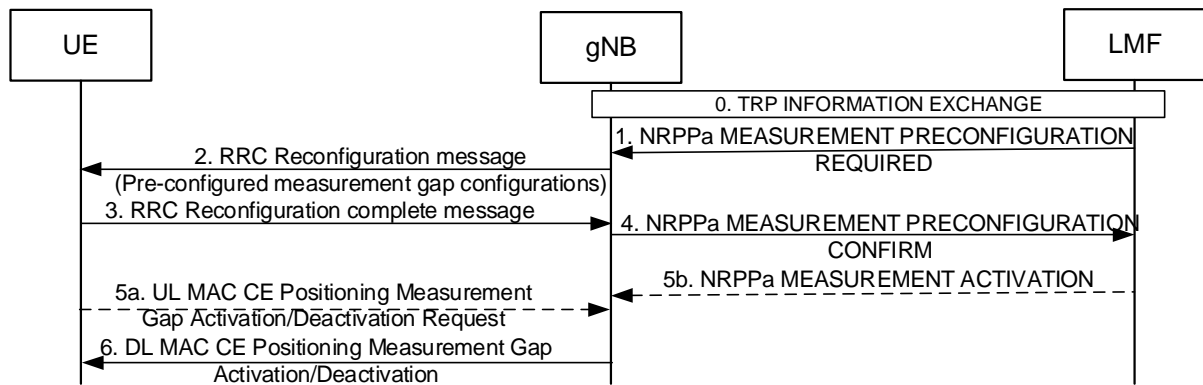 UE
gNB
LMF
0. TRP INFORMATION EXCHANGE
1. NRPPa MEASUREMENT PRECONFIGURATION
REQUIRED
2. RRC Reconfiguration message
(Pre-configured measurement gap configurations)
3. RRC Reconfiguration complete message
4. NRPPa MEASUREMENT PRECONFIGURATION
CONFIRM
5a. UL MAC CE Positioning Measurement
Gap Activation/Deactivation Request
5b. NRPPa MEASUREMENT ACTIVATION
6. DL MAC CE Positioning Measurement Gap
Activation/Deactivation